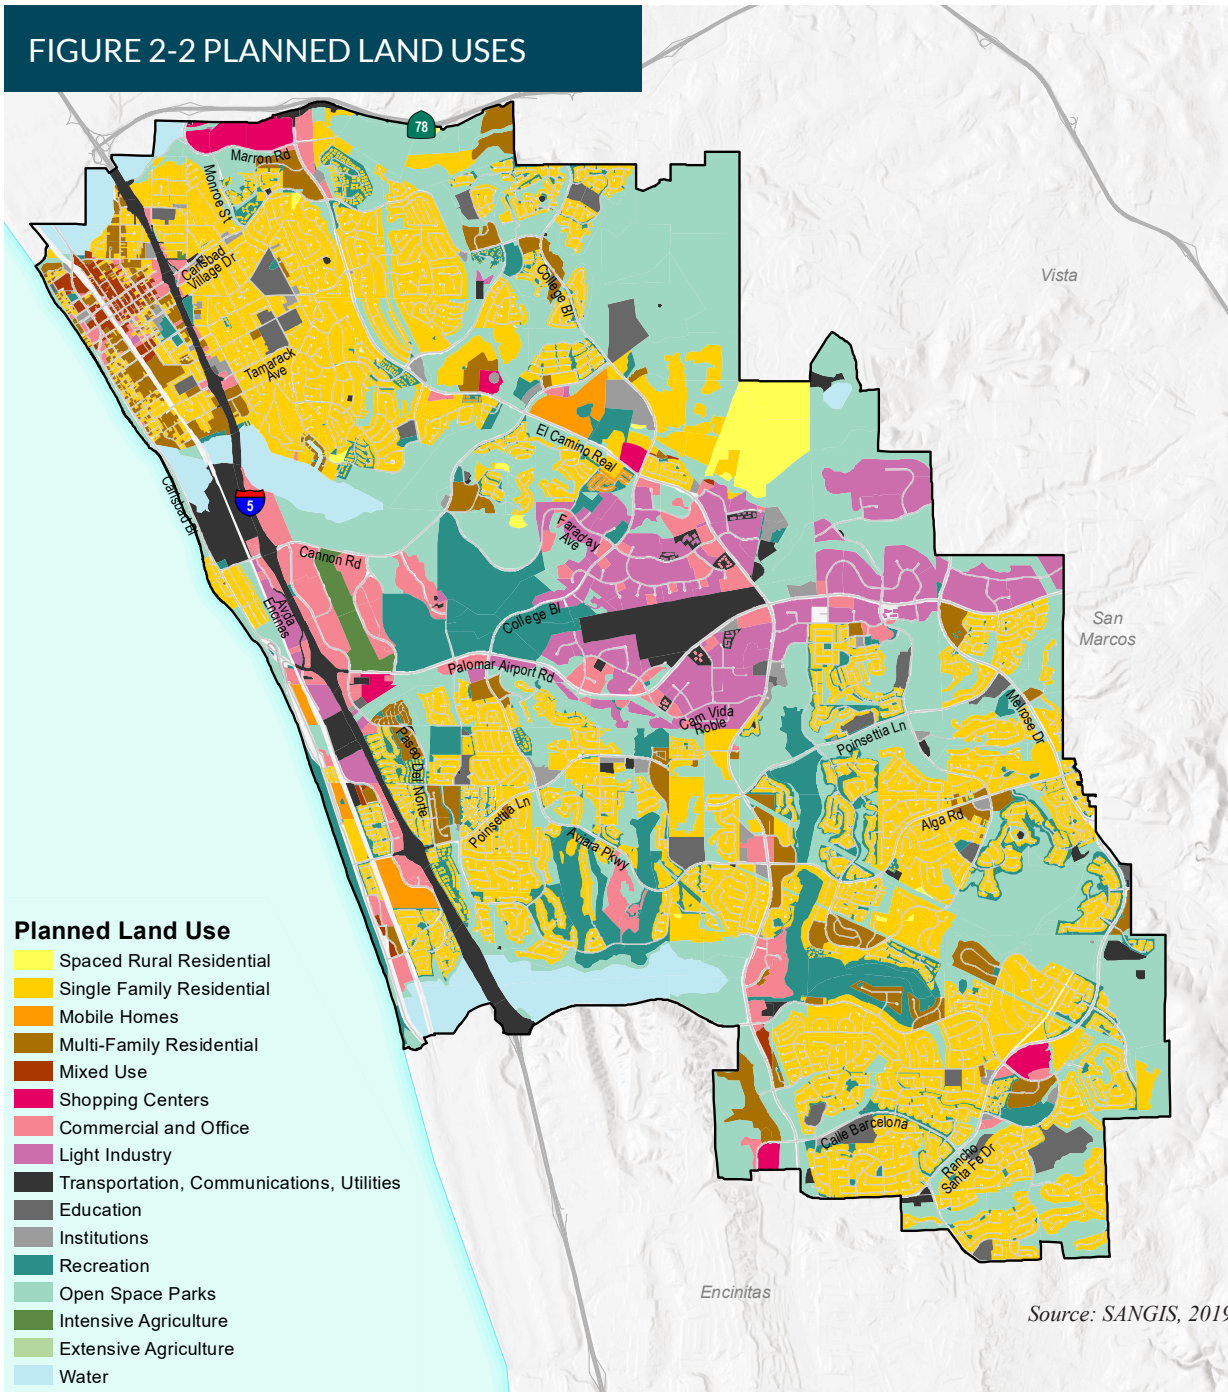 FIGURE 2-2 PLANNED LAND USES
78
Marron Rd
Monroe St
Carlsbad
Village Dr
Vista
College Bl
Tamarack
Ave
El Camino Real
Carlsbad Bl
5
Faraday
Ave
Cannon Rd
Avda
Encinas
College Bl
San
Marcos
Palomar Airport Rd
Cam Vida
Roble
Melrose Dr
Poinsettia Ln
Paseo Del Norte
Poinsettia Ln
Alga Rd
Aviara Pkwy
Planned Land Use
Spaced Rural Residential
Single Family Residential
Mobile Homes
Multi-Family Residential
Mixed Use
Shopping Centers
Commercial and Office
Light Industry
Transportation, Communications, Utilities
Education
Institutions
Recreation
Open Space Parks
Intensive Agriculture
Extensive Agriculture
Water
Calle Barcelona
Rancho
Santa Fe Dr
Encinitas
Source: SANGIS, 2019